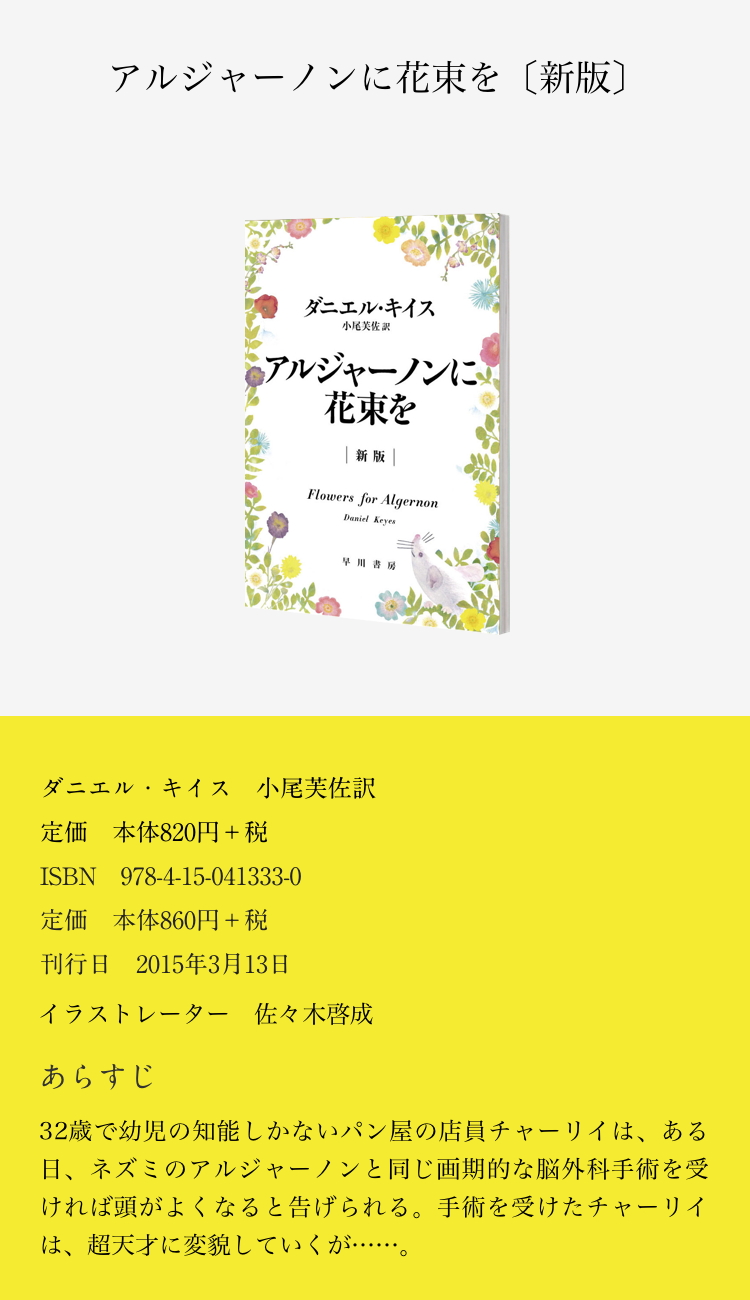 アルジャーノンに花束を〔新版〕
ダニエル・キイス
小尾芙佐訳
アルジャーノンに
花束を
新版
Flowers for Algernon
Daniel Keyes
早川書房
ダニエル・キイス　小尾芙佐訳
定価　本体820円＋税
ISBN　978-4-15-041333-0
定価　本体860円＋税
刊行日　2015年3月13日
イラストレーター　佐々木啓成
あらすじ
32歳で幼児の知能しかないパン屋の店員チャーリイは、ある
日、ネズミのアルジャーノンと同じ画期的な脳外科手術を受
ければ頭がよくなると告げられる。手術を受けたチャーリイ
は、超天才に変貌していくが……。